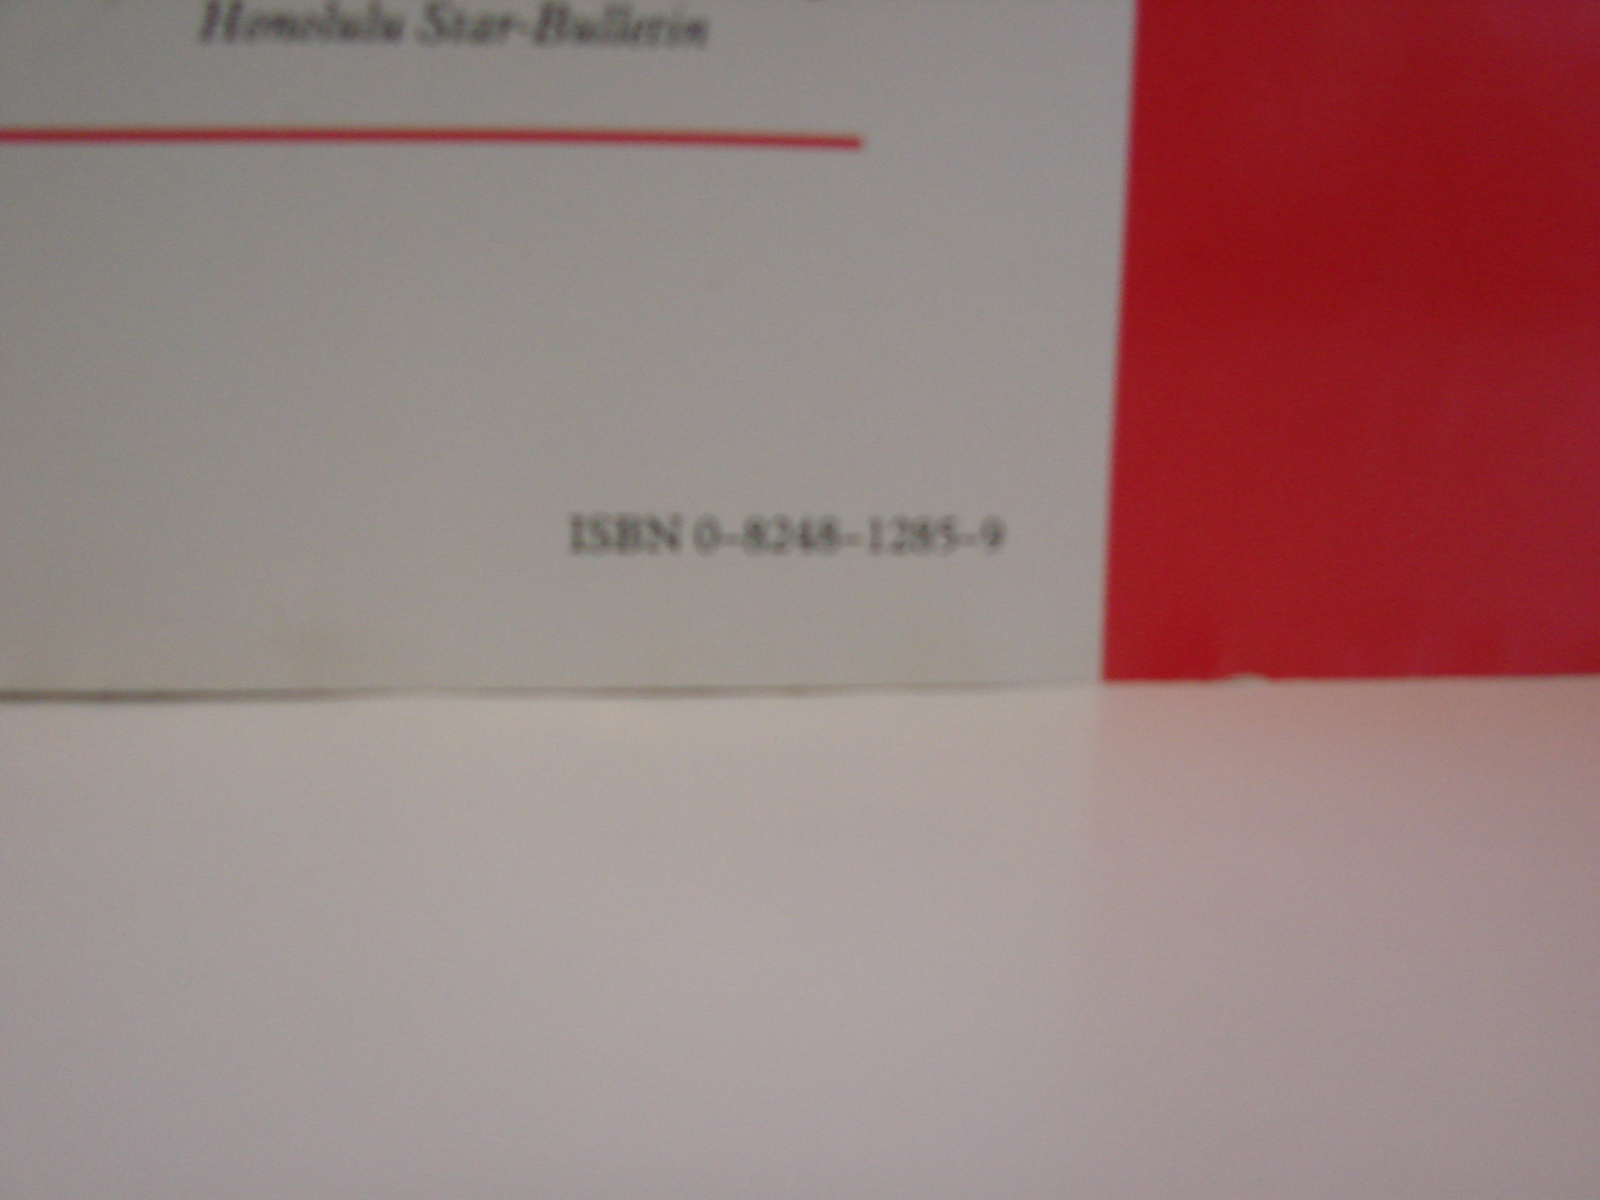 Honolulu Star-Bulletin
ISBN 0-8248-1285-9